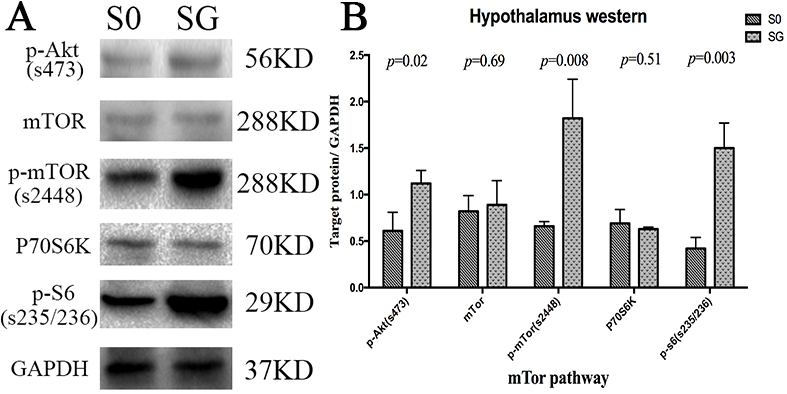 A
S0 SG
p-Akt
(s473)
56KD
mTOR
288KD
p-mTOR
(s2448)
288KD
P70S6K
70KD
p-S6
(s235/236)
29KD
GAPDH
37KD
B
Hypothalamus western
S0
SG
p=0.02 p=0.69 p=0.008 p=0.51 p=0.003
Target protein/ GAPDH
2.5
2.0
1.5
1.0
0.5
0.0
p-Akt(s473)
mTor
p-mTor(s2448)
P70S6K
p-s6(s235/236)
mTor pathway